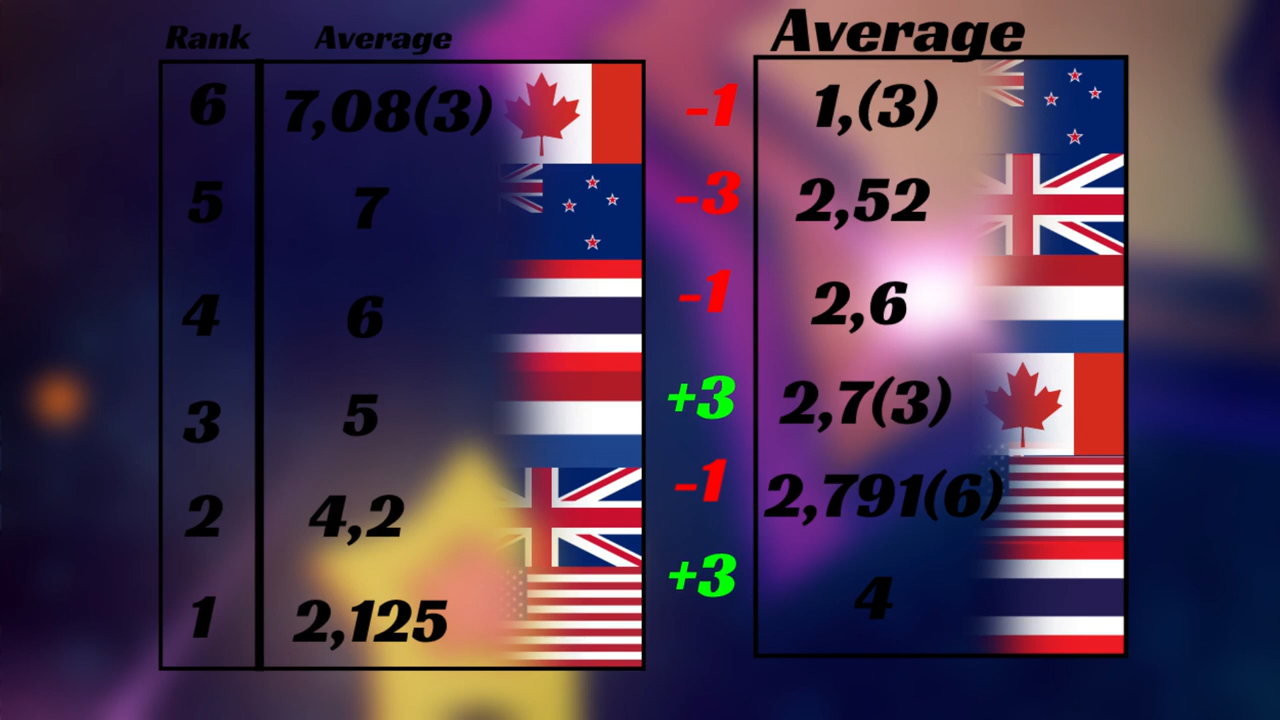 Rank Average Average
6 7,08(3) -1 1,(3)
5 7 -3 2,52
4 6 -1 2,6
3 5 +3 2,7(3)
2 4,2 -1 2,791(6)
1 2,125 +3 4